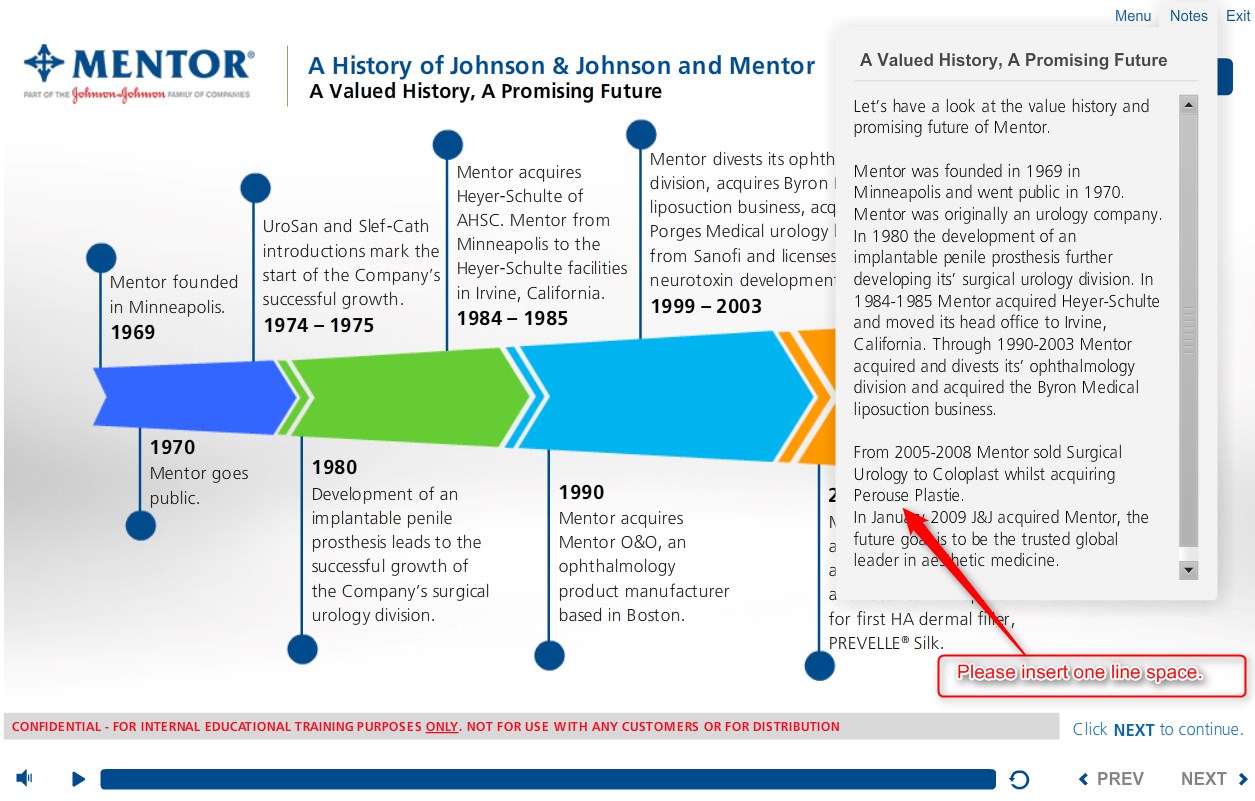 Menu Notes Exit
MENTOR®
PART OF THE Johnson & Johnson FAMILY OF COMPANIES
A History of Johnson & Johnson and Mentor
A Valued History, A Promising Future
Mentor founded
in Minneapolis.
1969
UroSan and Slef-Cath
introductions mark the
start of the Company's
successful growth.
1974 – 1975
Mentor acquires
Heyer-Schulte of
AHSC. Mentor from
Minneapolis to the
Heyer-Schulte facilities
in Irvine, California.
1984 – 1985
Mentor divests its ophth
division, acquires Byron
liposuction business, acq
Porges Medical urology
from Sanofi and licenses
neurotoxin development
1999 – 2003
1970
Mentor goes
public.
1980
Development of an
implantable penile
prosthesis leads to the
successful growth of
the Company's surgical
urology division.
1990
Mentor acquires
Mentor O&O, an
ophthalmology
product manufacturer
based in Boston.
2
M
a
a
a
for first HA dermal filler,
PREVELLE® Silk.
A Valued History, A Promising Future
Let's have a look at the value history and
promising future of Mentor.
Mentor was founded in 1969 in
Minneapolis and went public in 1970.
Mentor was originally an urology company.
In 1980 the development of an
implantable penile prosthesis further
developing its' surgical urology division. In
1984-1985 Mentor acquired Heyer-Schulte
and moved its head office to Irvine,
California. Through 1990-2003 Mentor
acquired and divests its' ophthalmology
division and acquired the Byron Medical
liposuction business.
From 2005-2008 Mentor sold Surgical
Urology to Coloplast whilst acquiring
Perouse Plastie.
In January 2009 J&J acquired Mentor, the
future goal is to be the trusted global
leader in aesthetic medicine.
Please insert one line space.
CONFIDENTIAL - FOR INTERNAL EDUCATIONAL TRAINING PURPOSES ONLY. NOT FOR USE WITH ANY CUSTOMERS OR FOR DISTRIBUTION
Click NEXT to continue.
PREV NEXT